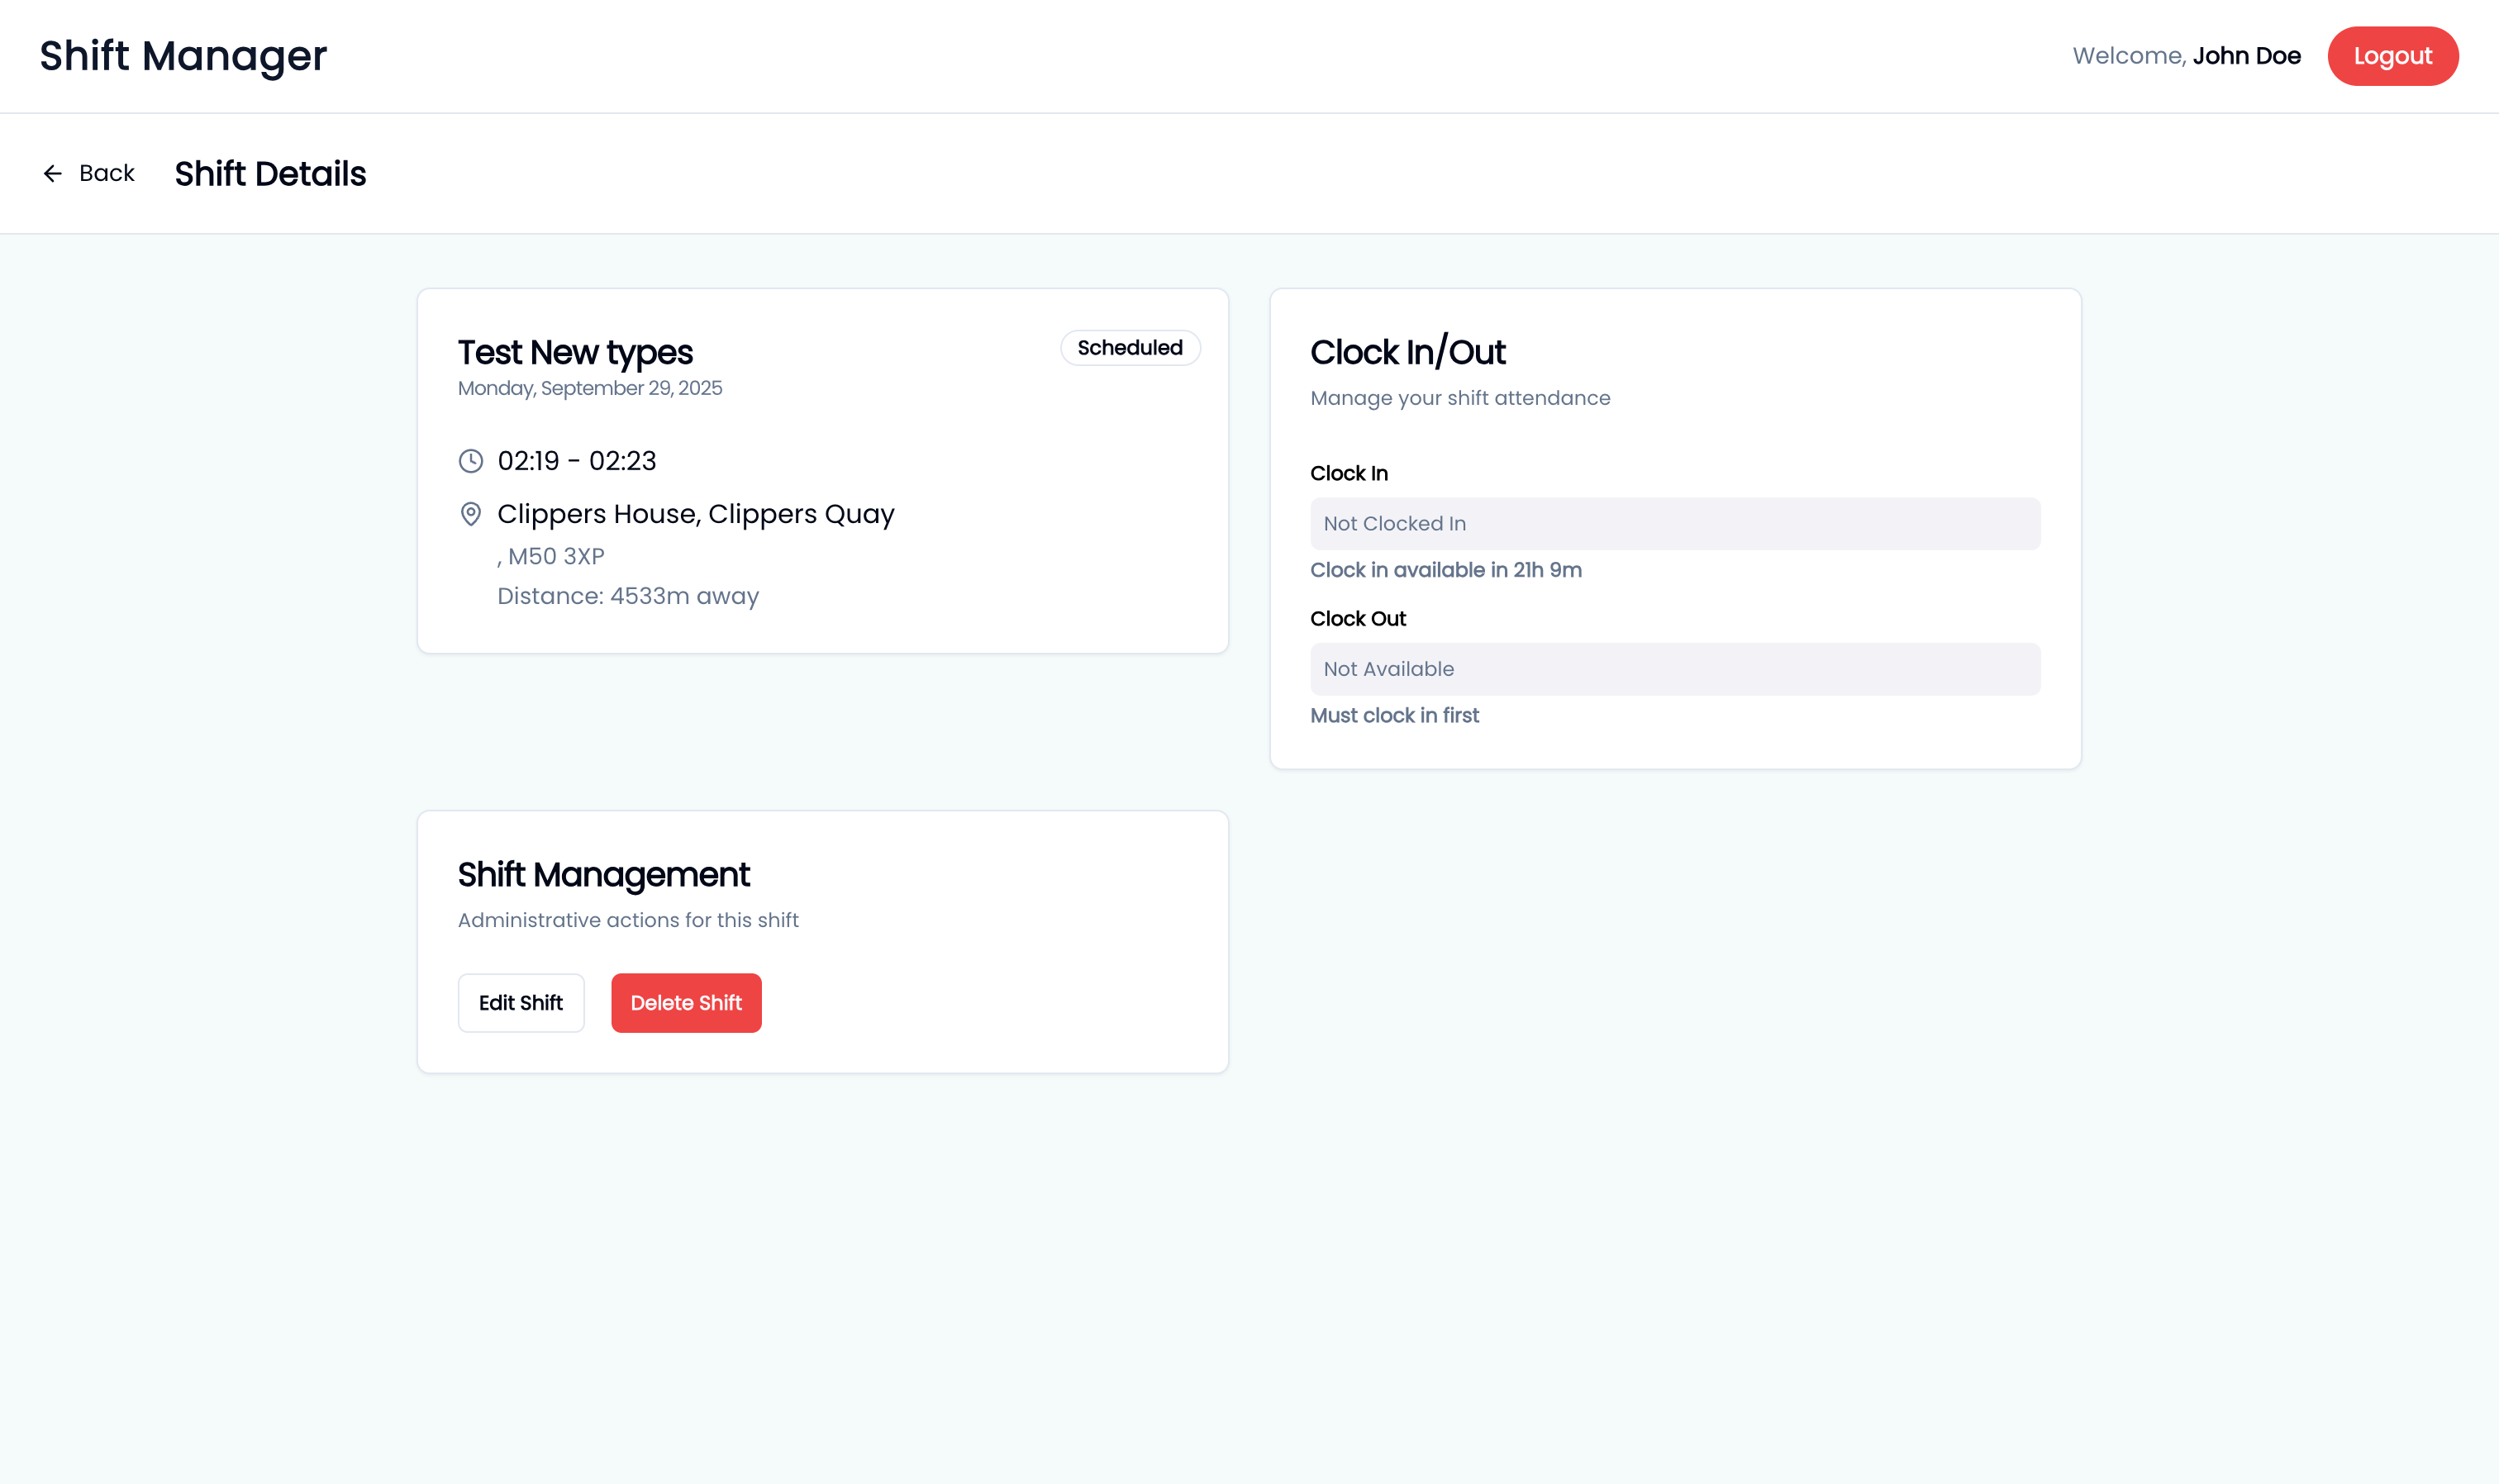 Shift Manager
Welcome, John Doe
Logout
Back
Shift Details
Test New types
Scheduled
Monday, September 29, 2025
02:19 - 02:23
Clippers House, Clippers Quay
, M50 3XP
Distance: 4533m away
Clock In/Out
Manage your shift attendance
Clock In
Not Clocked In
Clock in available in 21h 9m
Clock Out
Not Available
Must clock in first
Shift Management
Administrative actions for this shift
Edit Shift
Delete Shift